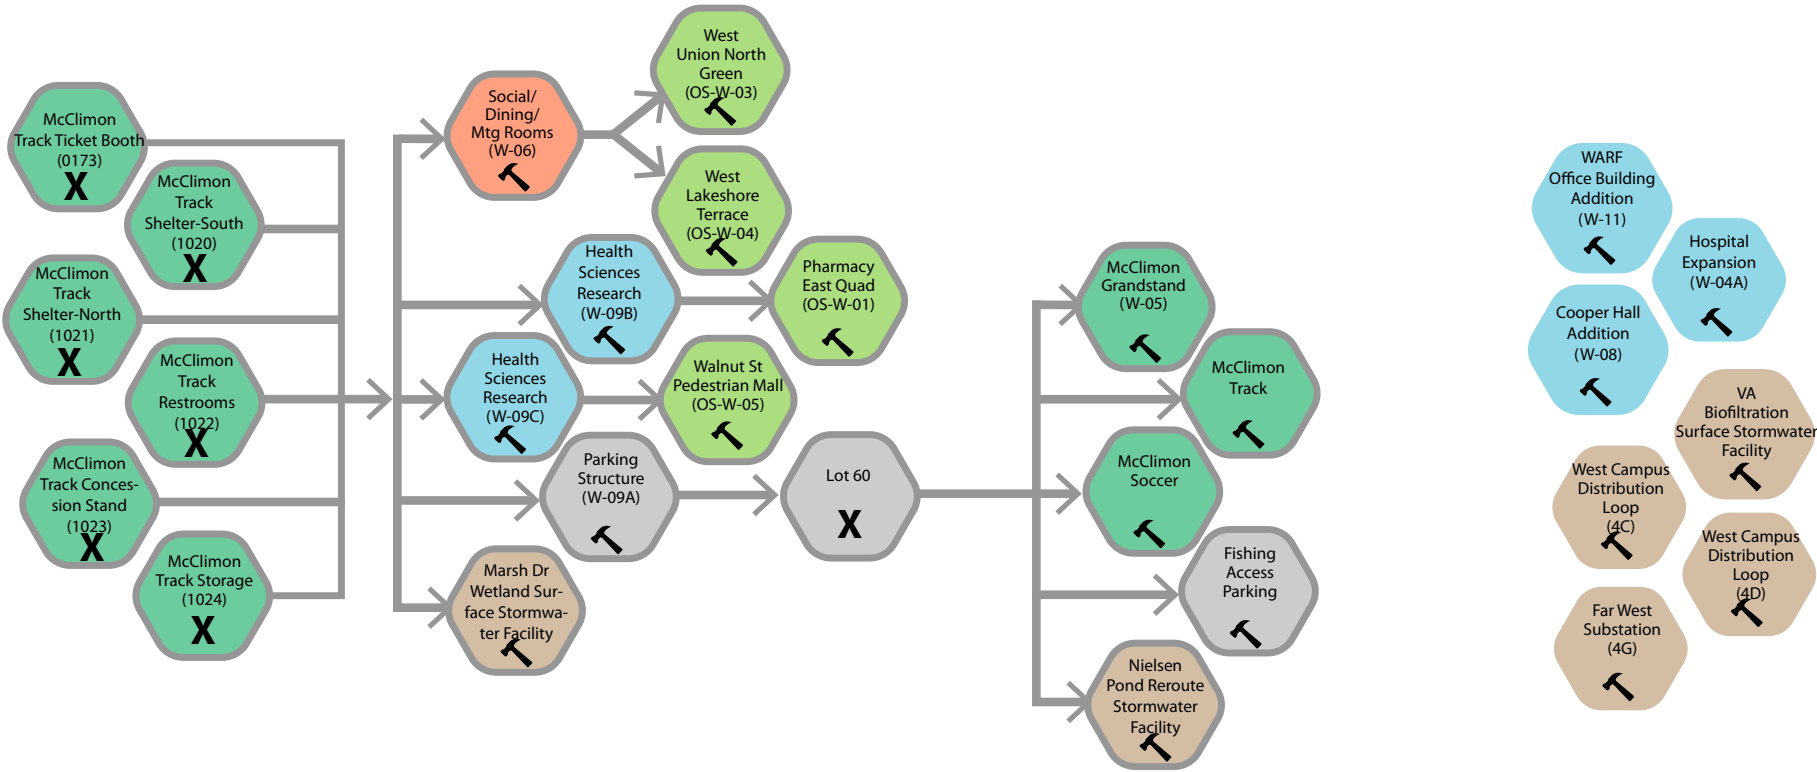 McClimon
Track Ticket Booth
(0173)
X
McClimon
Track
Shelter-South
(1020)
X
McClimon
Track
Shelter-North
(1021)
X
McClimon
Track
Restrooms
(1022)
X
McClimon
Track Conces-
sion Stand
(1023)
X
McClimon
Track Storage
(1024)
X
Social/
Dining/
Mtg Rooms
(W-06)
West
Union North
Green
(OS-W-03)
West
Lakeshore
Terrace
(OS-W-04)
Health
Sciences
Research
(W-09B)
Pharmacy
East Quad
(OS-W-01)
Health
Sciences
Research
(W-09C)
Walnut St
Pedestrian Mall
(OS-W-05)
Parking
Structure
(W-09A)
Lot 60
X
Marsh Dr
Wetland Sur-
face Stormwa-
ter Facility
McClimon
Grandstand
(W-05)
McClimon
Track
McClimon
Soccer
Fishing
Access
Parking
Nielsen
Pond Reroute
Stormwater
Facility
WARF
Office Building
Addition
(W-11)
Hospital
Expansion
(W-04A)
Cooper Hall
Addition
(W-08)
VA
Biofiltration
Surface Stormwater
Facility
West Campus
Distribution
Loop
(4C)
West Campus
Distribution
Loop
(4D)
Far West
Substation
(4G)